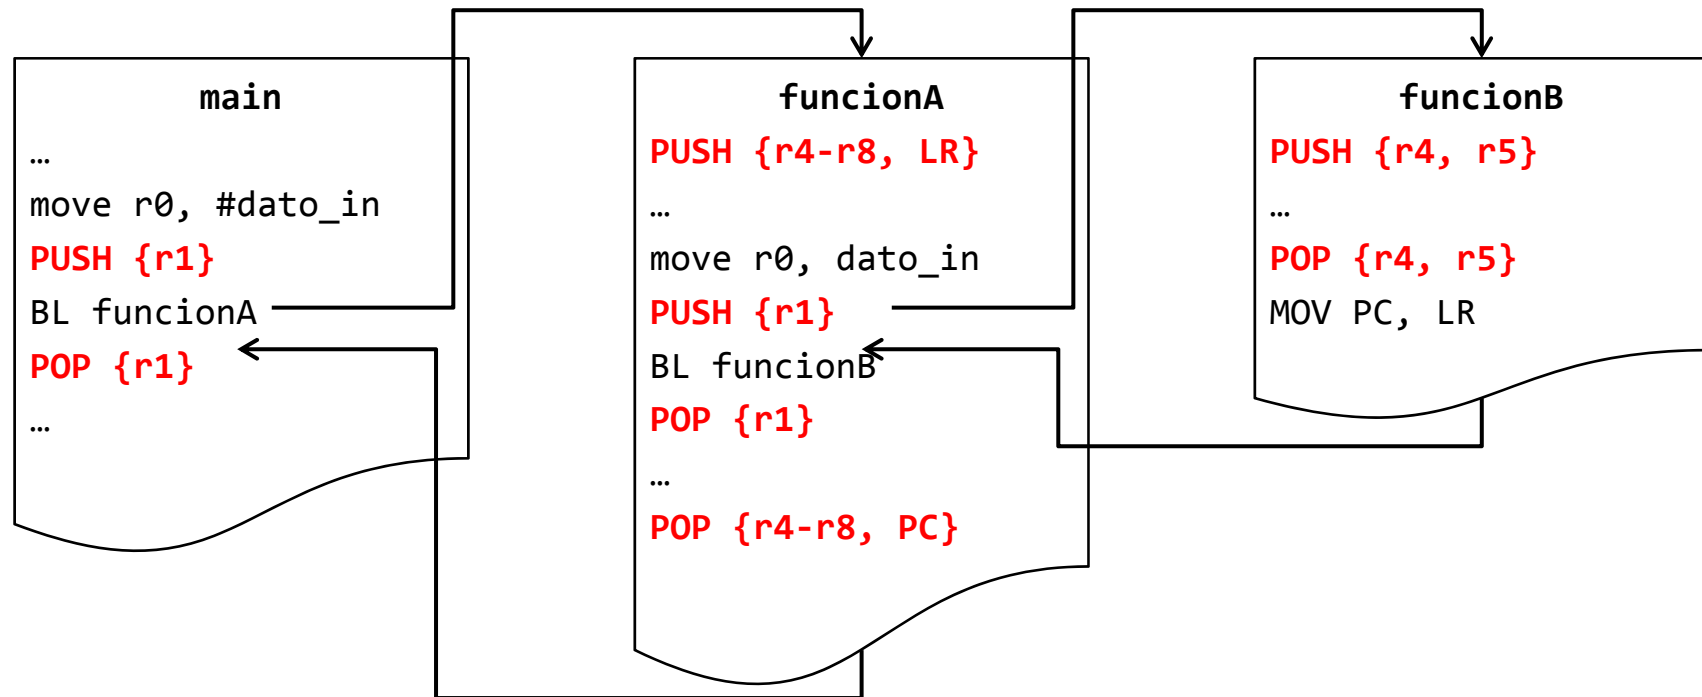 main
…
move r0, #dato_in
PUSH {r1}
BL funcionA
POP {r1}
…
funcionA
PUSH {r4-r8, LR}
…
move r0, dato_in
PUSH {r1}
BL funcionB
POP {r1}
…
POP {r4-r8, PC}
funcionB
PUSH {r4, r5}
…
POP {r4, r5}
MOV PC, LR